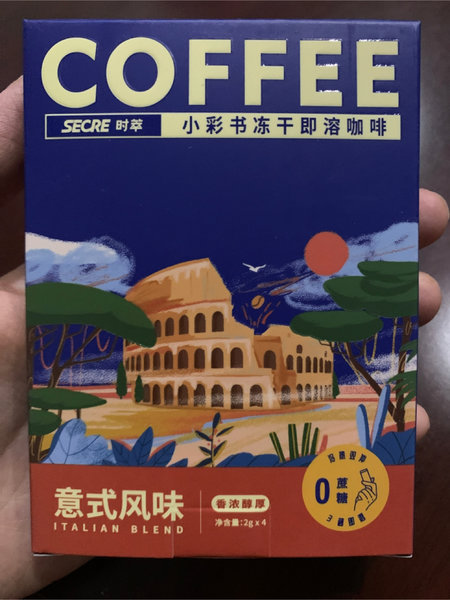 COFFEE
SECRE 时萃
小彩书冻干即溶咖啡
意式风味
ITALIAN BLEND
香浓醇厚
净含量:2g x 4
0
蔗糖